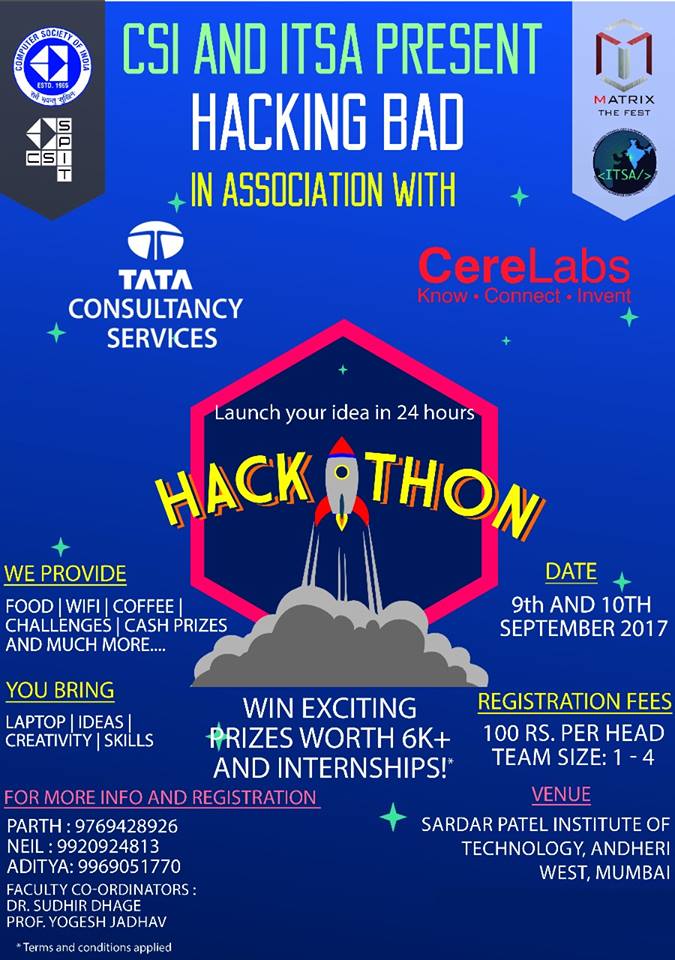 COMPUTER SOCIETY OF INDIA
ESTD. 1965
CSI
SPIT
MATRIX
THE FEST
<ITSA/>
CSI AND ITSA PRESENT
HACKING BAD
IN ASSOCIATION WITH
TATA
CONSULTANCY
SERVICES
CereLabs
Know • Connect • Invent
Launch your idea in 24 hours
HACK THON
WE PROVIDE
FOOD | WIFI | COFFEE |
CHALLENGES | CASH PRIZES
AND MUCH MORE....
DATE
9th AND 10TH
SEPTEMBER 2017
YOU BRING
LAPTOP | IDEAS |
CREATIVITY | SKILLS
WIN EXCITING
PRIZES WORTH 6K+
AND INTERNSHIPS!*
REGISTRATION FEES
100 RS. PER HEAD
TEAM SIZE: 1 - 4
FOR MORE INFO AND REGISTRATION
PARTH : 9769428926
NEIL : 9920924813
ADITYA: 9969051770
FACULTY CO-ORDINATORS :
DR. SUDHIR DHAGE
PROF. YOGESH JADHAV
VENUE
SARDAR PATEL INSTITUTE OF
TECHNOLOGY, ANDHERI
WEST, MUMBAI
* Terms and conditions applied